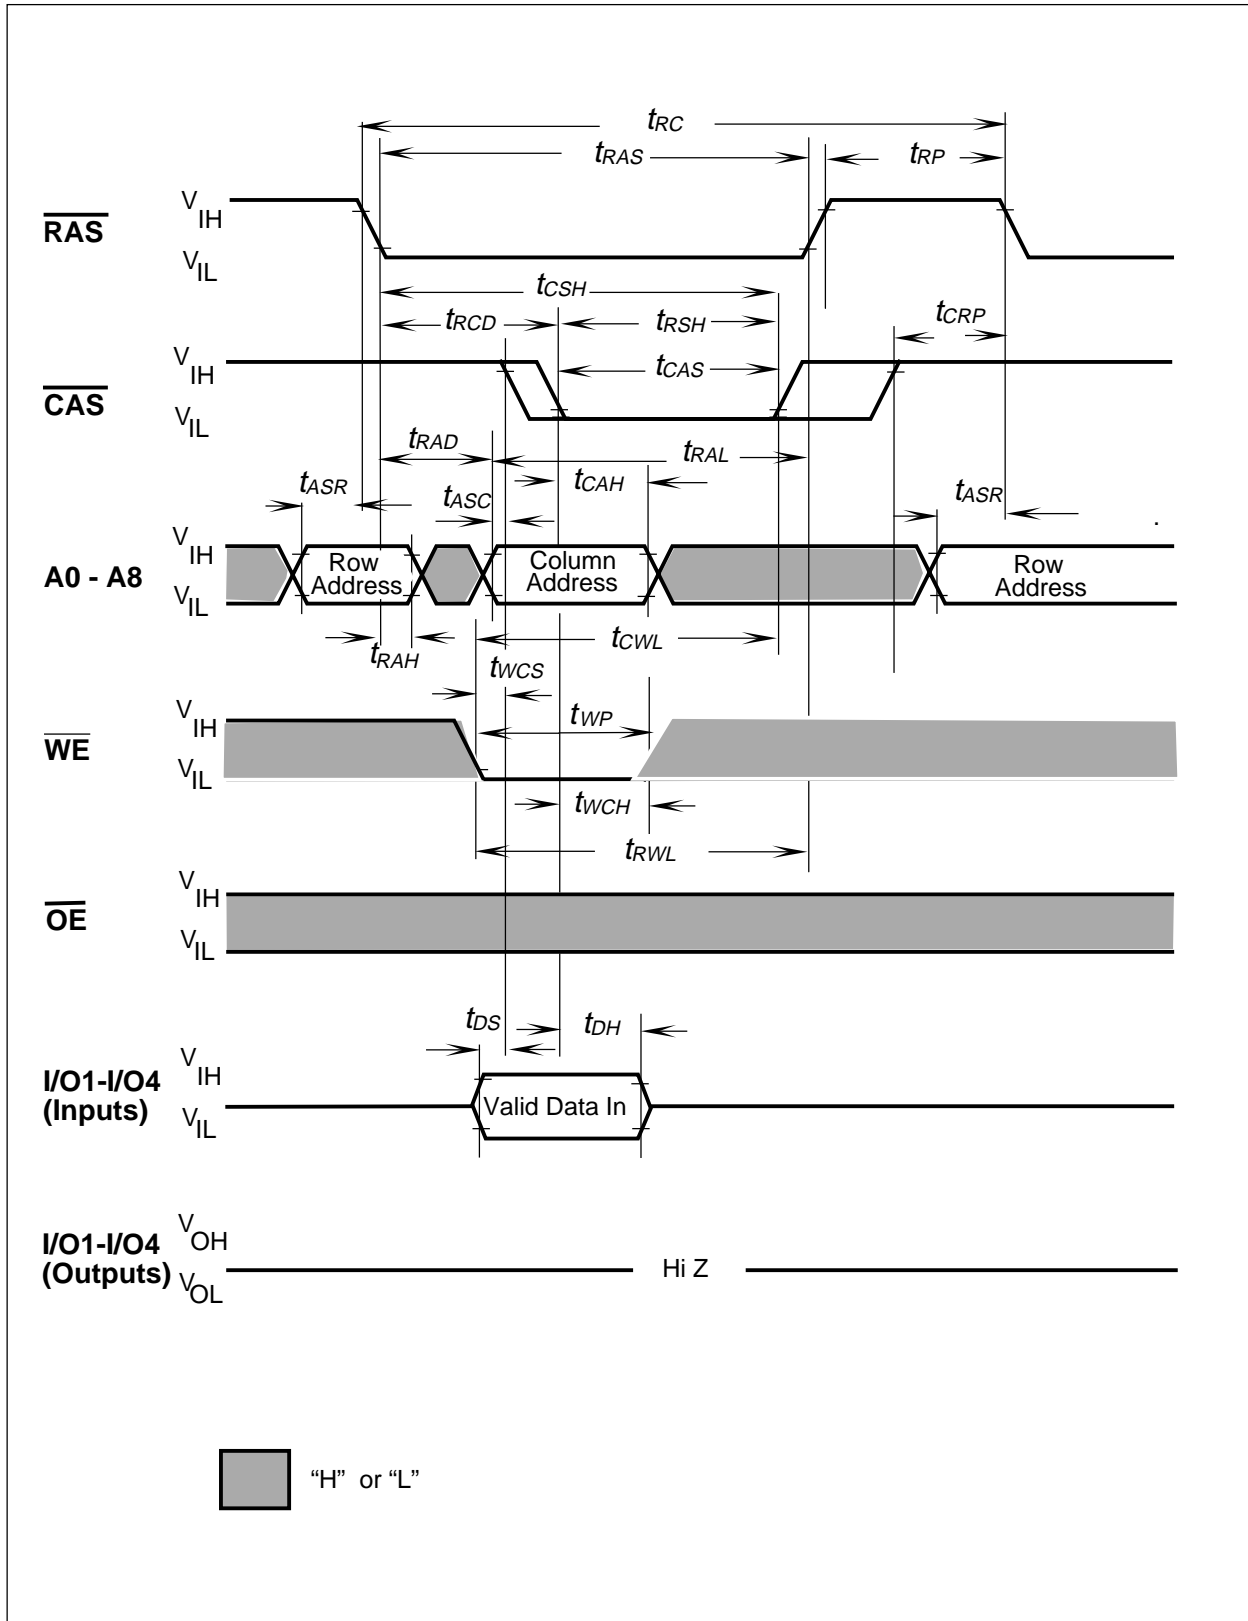 tRC
tRAS
tRP
RAS
VIH
VIL
tCSH
tRCD
tRSH
tCRP
CAS
VIH
VIL
tCAS
tRAD
tRAL
tASR
tASC
tCAH
tASR
A0 - A8
VIH
VIL
Row
Address
Column
Address
Row
Address
tRAH
tCWL
tWCS
WE
VIH
VIL
tWP
tWCH
tRWL
OE
VIH
VIL
tDS
tDH
I/O1-I/O4
(Inputs)
VIH
VIL
Valid Data In
I/O1-I/O4
(Outputs)
VOH
VOL
Hi Z
“H” or “L”